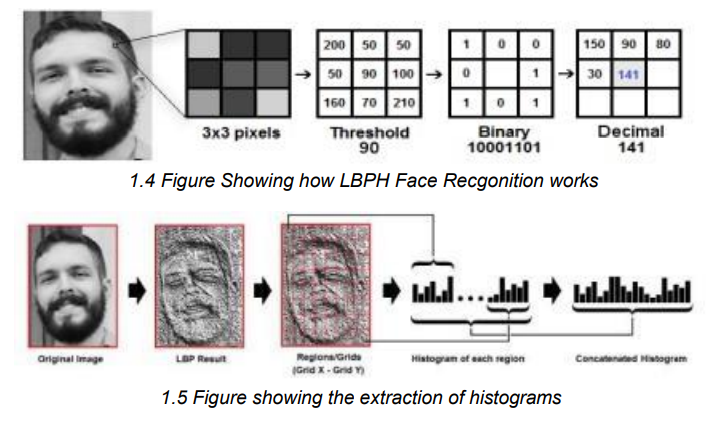 200 50 50
50 90 100
160 70 210
1 0 0
0 1
1 0 1
150 90 80
30 141
3x3 pixels
Threshold
90
Binary
10001101
Decimal
141
1.4 Figure Showing how LBPH Face Recgonition works
Original Image
LBP Result
Regions/Grids
(Grid X - Grid Y)
Histogram of each region
Concatenated Histogram
1.5 Figure showing the extraction of histograms